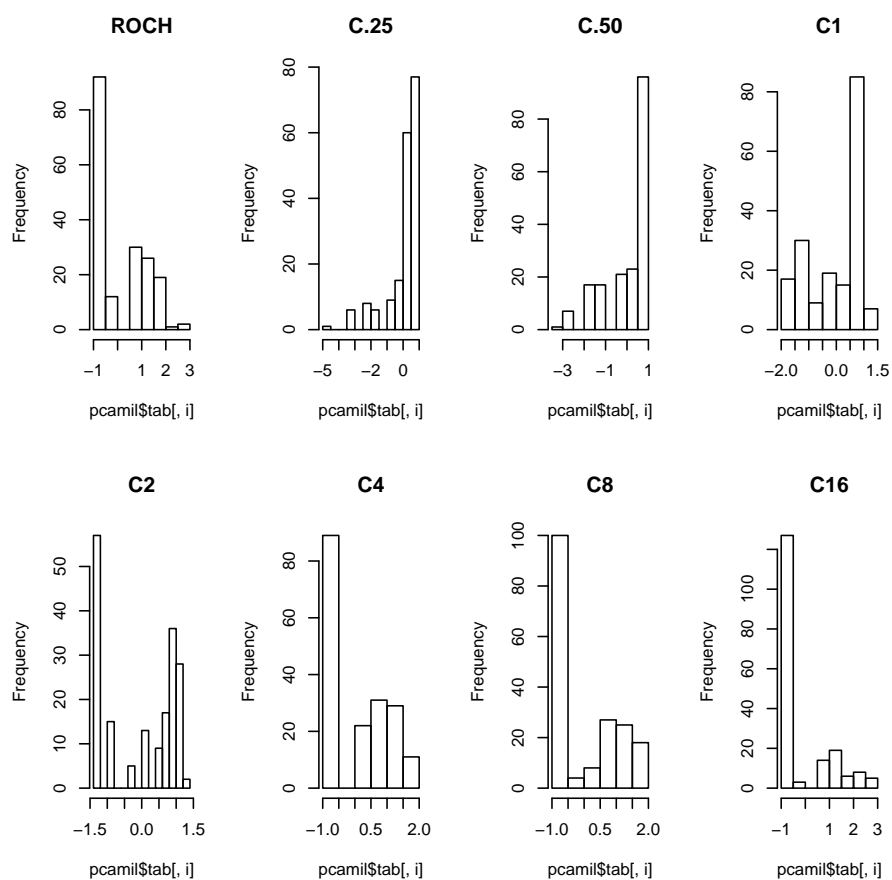 ROCH
Frequency
0 20 40 60 80
−1 1 2 3
pcamil$tab[, i]
C.25
Frequency
0 20 40 60 80
−5 −2 0
pcamil$tab[, i]
C.50
Frequency
0 20 40 60 80
−3 −1 1
pcamil$tab[, i]
C1
Frequency
0 20 40 60 80
−2.0 0.0 1.5
pcamil$tab[, i]
C2
Frequency
0 10 20 30 40 50
−1.5 0.0 1.5
pcamil$tab[, i]
C4
Frequency
0 20 40 60 80
−1.0 0.5 2.0
pcamil$tab[, i]
C8
Frequency
0 20 40 60 80 100
−1.0 0.5 2.0
pcamil$tab[, i]
C16
Frequency
0 20 40 60 80 100
−1 1 2 3
pcamil$tab[, i]